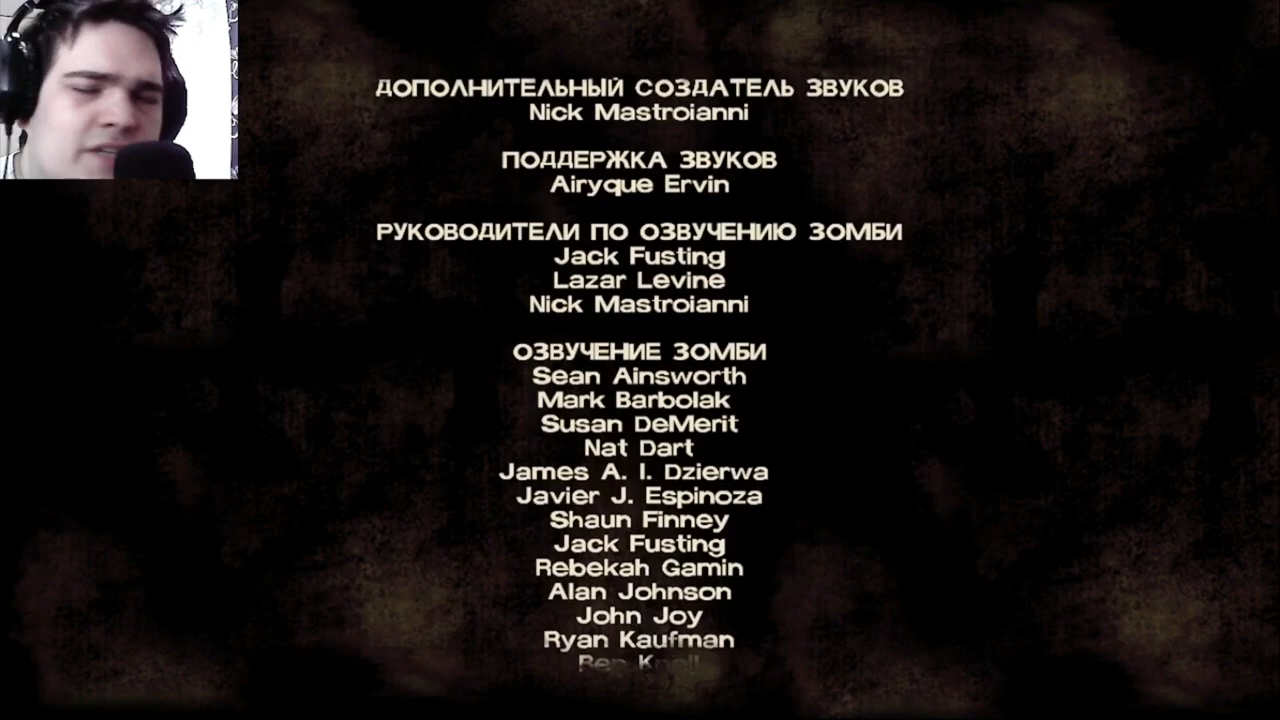 ДОПОЛНИТЕЛЬНЫЙ СОЗДАТЕЛЬ ЗВУКОВ
Nick Mastroianni
ПОДДЕРЖКА ЗВУКОВ
Airyque Ervin
РУКОВОДИТЕЛИ ПО ОЗВУЧЕНИЮ ЗОМБИ
Jack Fusting
Lazar Levine
Nick Mastroianni
ОЗВУЧЕНИЕ ЗОМБИ
Sean Ainsworth
Mark Barbolak
Susan DeMerit
Nat Dart
James A. I. Dzierwa
Javier J. Espinoza
Shaun Finney
Jack Fusting
Rebekah Gamin
Alan Johnson
John Joy
Ryan Kaufman
Ben